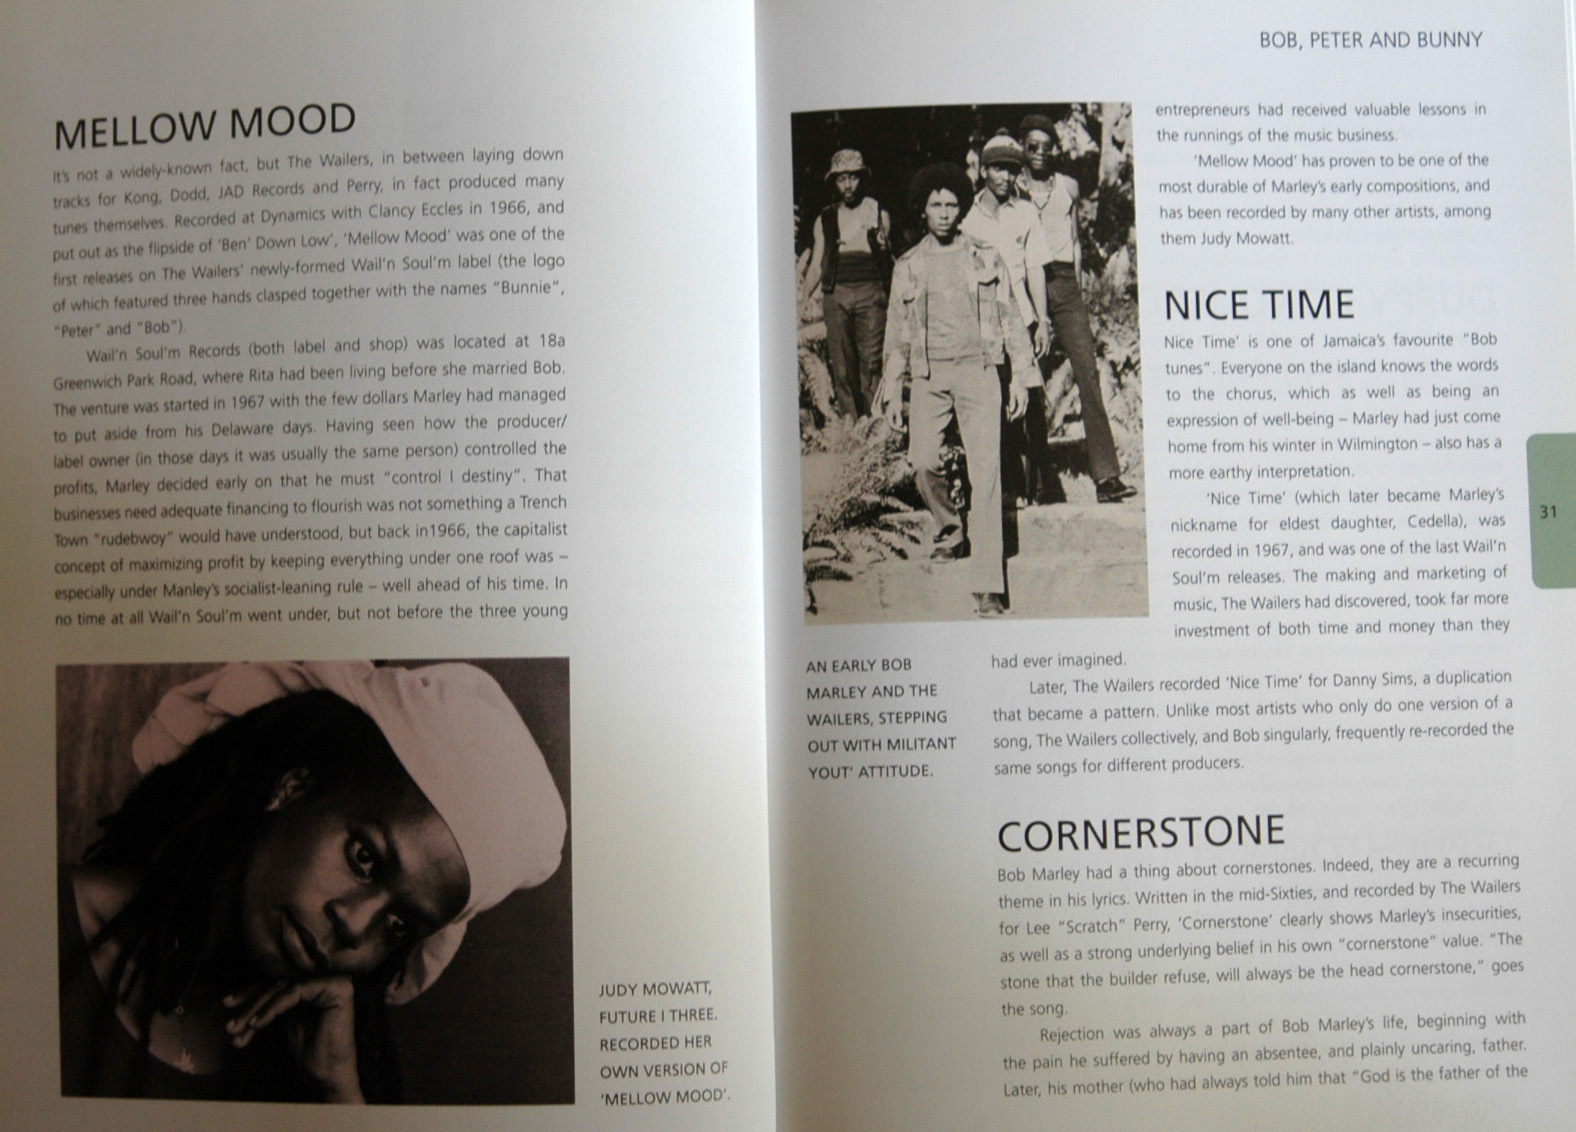 MELLOW MOOD
It's not a widely-known fact, but The Wailers, in between laying down
tracks for Kong, Dodd, JAD Records and Perry, in fact produced many
tunes themselves. Recorded at Dynamics with Clancy Eccles in 1966, and
put out as the flipside of 'Ben' Down Low', 'Mellow Mood' was one of the
first releases on The Wailers' newly-formed Wail'n Soul'm label (the logo
of which featured three hands clasped together with the names "Bunnie",
"Peter" and "Bob").
Wail'n Soul'm Records (both label and shop) was located at 18a
Greenwich Park Road, where Rita had been living before she married Bob.
The venture was started in 1967 with the few dollars Marley had managed
to put aside from his Delaware days. Having seen how the producer/
label owner (in those days it was usually the same person) controlled the
profits, Marley decided early on that he must "control I destiny". That
businesses need adequate financing to flourish was not something a Trench
Town "rudebwoy" would have understood, but back in1966, the capitalist
concept of maximizing profit by keeping everything under one roof was –
especially under Manley's socialist-leaning rule – well ahead of his time. In
no time at all Wail'n Soul'm went under, but not before the three young
JUDY MOWATT,
FUTURE I THREE.
RECORDED HER
OWN VERSION OF
'MELLOW MOOD'.
BOB, PETER AND BUNNY
entrepreneurs had received valuable lessons in
the runnings of the music business.
'Mellow Mood' has proven to be one of the
most durable of Marley's early compositions, and
has been recorded by many other artists, among
them Judy Mowatt.
NICE TIME
Nice Time' is one of Jamaica's favourite "Bob
tunes". Everyone on the island knows the words
to the chorus, which as well as being an
expression of well-being – Marley had just come
home from his winter in Wilmington – also has a
more earthy interpretation.
'Nice Time' (which later became Marley's
nickname for eldest daughter, Cedella), was
recorded in 1967, and was one of the last Wail'n
Soul'm releases. The making and marketing of
music, The Wailers had discovered, took far more
investment of both time and money than they
had ever imagined.
Later, The Wailers recorded 'Nice Time' for Danny Sims, a duplication
that became a pattern. Unlike most artists who only do one version of a
song, The Wailers collectively, and Bob singularly, frequently re-recorded the
same songs for different producers.
AN EARLY BOB
MARLEY AND THE
WAILERS, STEPPING
OUT WITH MILITANT
YOUT' ATTITUDE.
CORNERSTONE
Bob Marley had a thing about cornerstones. Indeed, they are a recurring
theme in his lyrics. Written in the mid-Sixties, and recorded by The Wailers
for Lee "Scratch" Perry, 'Cornerstone' clearly shows Marley's insecurities,
as well as a strong underlying belief in his own "cornerstone" value. "The
stone that the builder refuse, will always be the head cornerstone," goes
the song.
Rejection was always a part of Bob Marley's life, beginning with
the pain he suffered by having an absentee, and plainly uncaring, father.
Later, his mother (who had always told him that "God is the father of the
31